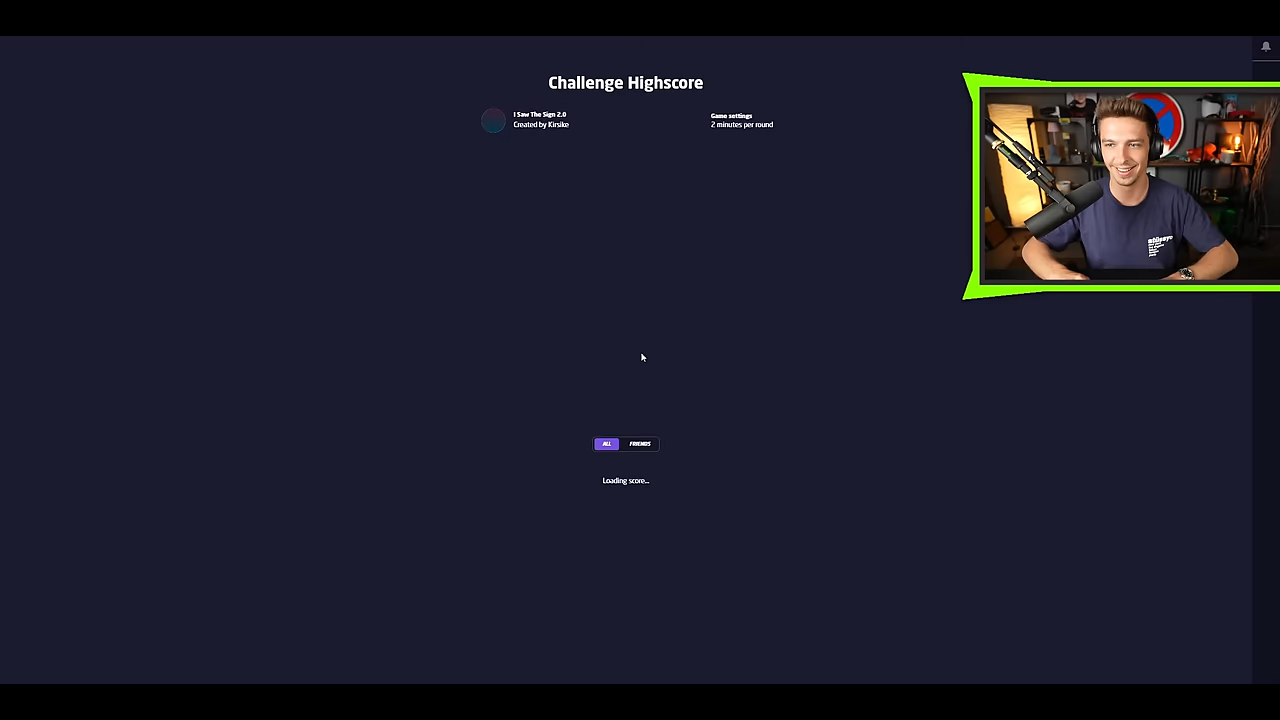 Challenge Highscore
I Saw The Sign 2.0
Created by Kirsike
Game settings
2 minutes per round
ALL
FRIENDS
Loading score...